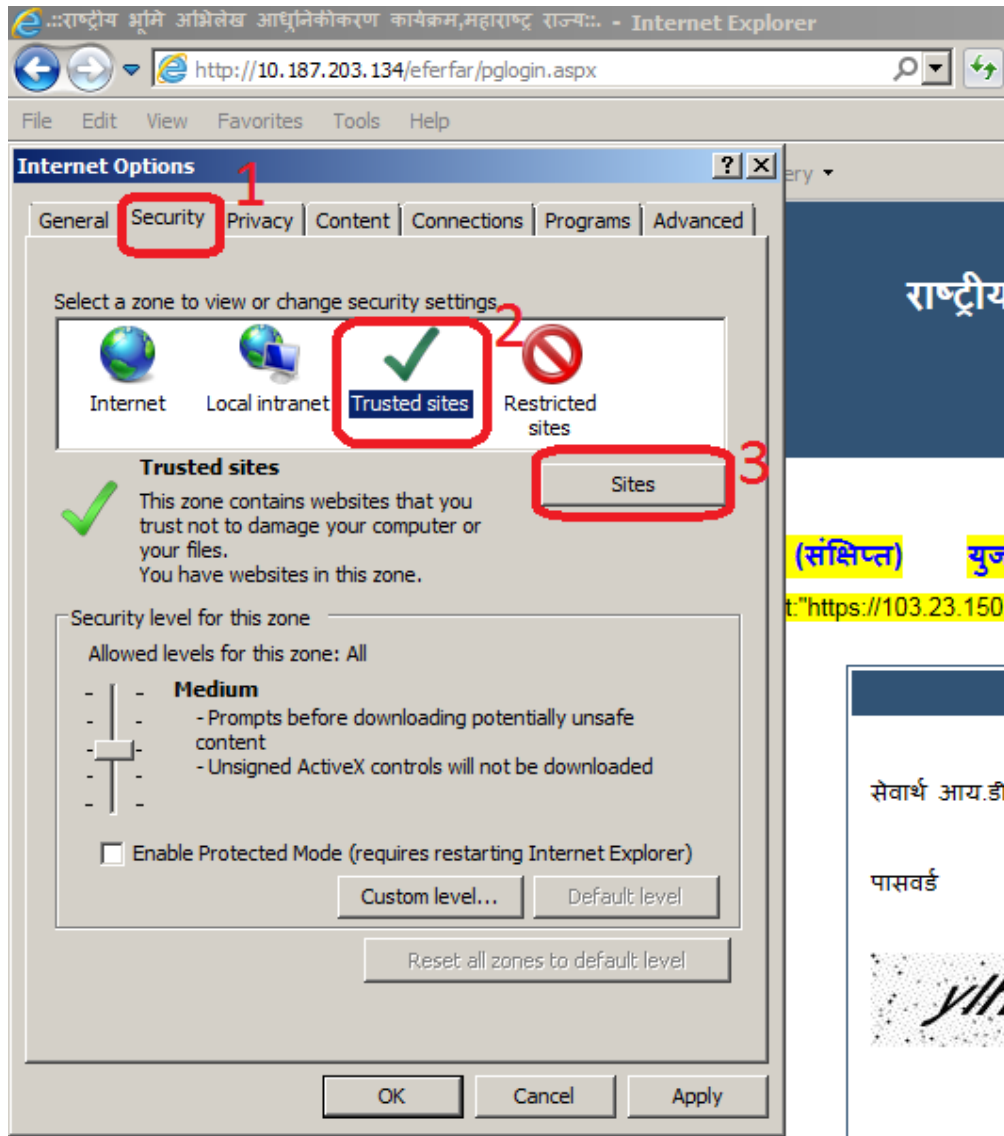 .::राष्ट्रीय भूमि अभिलेख आधुनिकीकरण कार्यक्रम,महाराष्ट्र राज्य::. - Internet Explorer
http://10.187.203.134/eferfar/pglogin.aspx
File Edit View Favorites Tools Help
Internet Options
1
General Security Privacy Content Connections Programs Advanced
राष्ट्रीय
Select a zone to view or change security settings.
2
Internet Local intranet Trusted sites Restricted
sites
Trusted sites
3
Sites
This zone contains websites that you
trust not to damage your computer or
your files.
You have websites in this zone.
(संक्षिप्त)
t:"https://103.23.150
Security level for this zone
Allowed levels for this zone: All
Medium
- Prompts before downloading potentially unsafe
content
- Unsigned ActiveX controls will not be downloaded
सेवार्थ आय.डी
Enable Protected Mode (requires restarting Internet Explorer)
पासवर्ड
Custom level... Default level
Reset all zones to default level
OK Cancel Apply